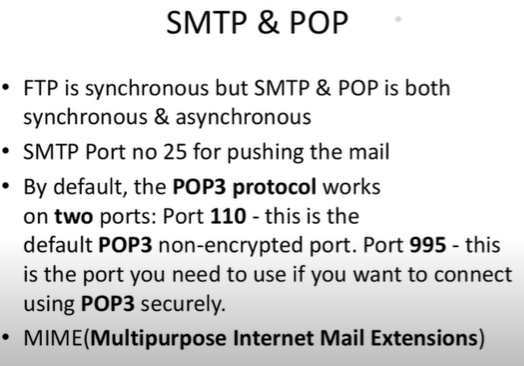 SMTP & POP
• FTP is synchronous but SMTP & POP is both
synchronous & asynchronous
• SMTP Port no 25 for pushing the mail
• By default, the POP3 protocol works
on two ports: Port 110 - this is the
default POP3 non-encrypted port. Port 995 - this
is the port you need to use if you want to connect
using POP3 securely.
• MIME(Multipurpose Internet Mail Extensions)